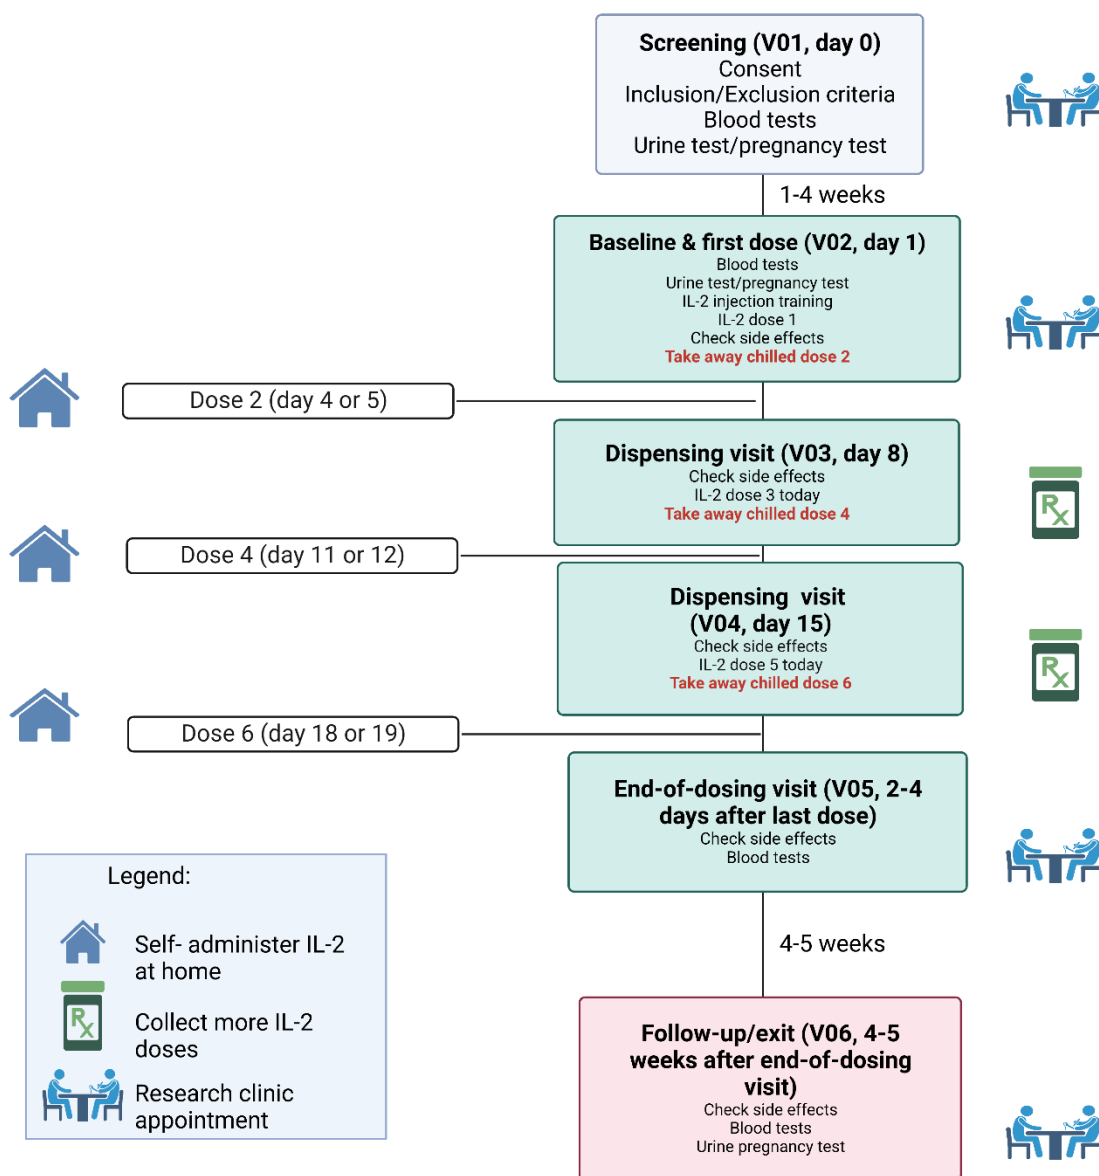 Screening (V01, day 0)
Consent
Inclusion/Exclusion criteria
Blood tests
Urine test/pregnancy test
1-4 weeks
Baseline & first dose (V02, day 1)
Blood tests
Urine test/pregnancy test
IL-2 injection training
IL-2 dose 1
Check side effects
Take away chilled dose 2
Dose 2 (day 4 or 5)
Dispensing visit (V03, day 8)
Check side effects
IL-2 dose 3 today
Take away chilled dose 4
Rx
Dose 4 (day 11 or 12)
Dispensing  visit
(V04, day 15)
Check side effects
IL-2 dose 5 today
Take away chilled dose 6
Rx
Dose 6 (day 18 or 19)
End-of-dosing visit (V05, 2-4
days after last dose)
Check side effects
Blood tests
4-5 weeks
Legend:
Self- administer IL-2
at home
Rx
Collect more IL-2
doses
Research clinic
appointment
Follow-up/exit (V06, 4-5
weeks after end-of-dosing
visit)
Check side effects
Blood tests
Urine pregnancy test